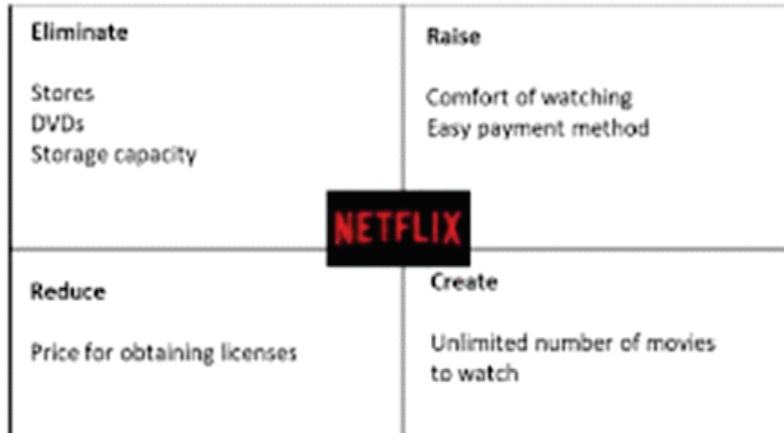 Eliminate
Stores
DVDs
Storage capacity
Raise
Comfort of watching
Easy payment method
NETFLIX
Reduce
Price for obtaining licenses
Create
Unlimited number of movies
to watch